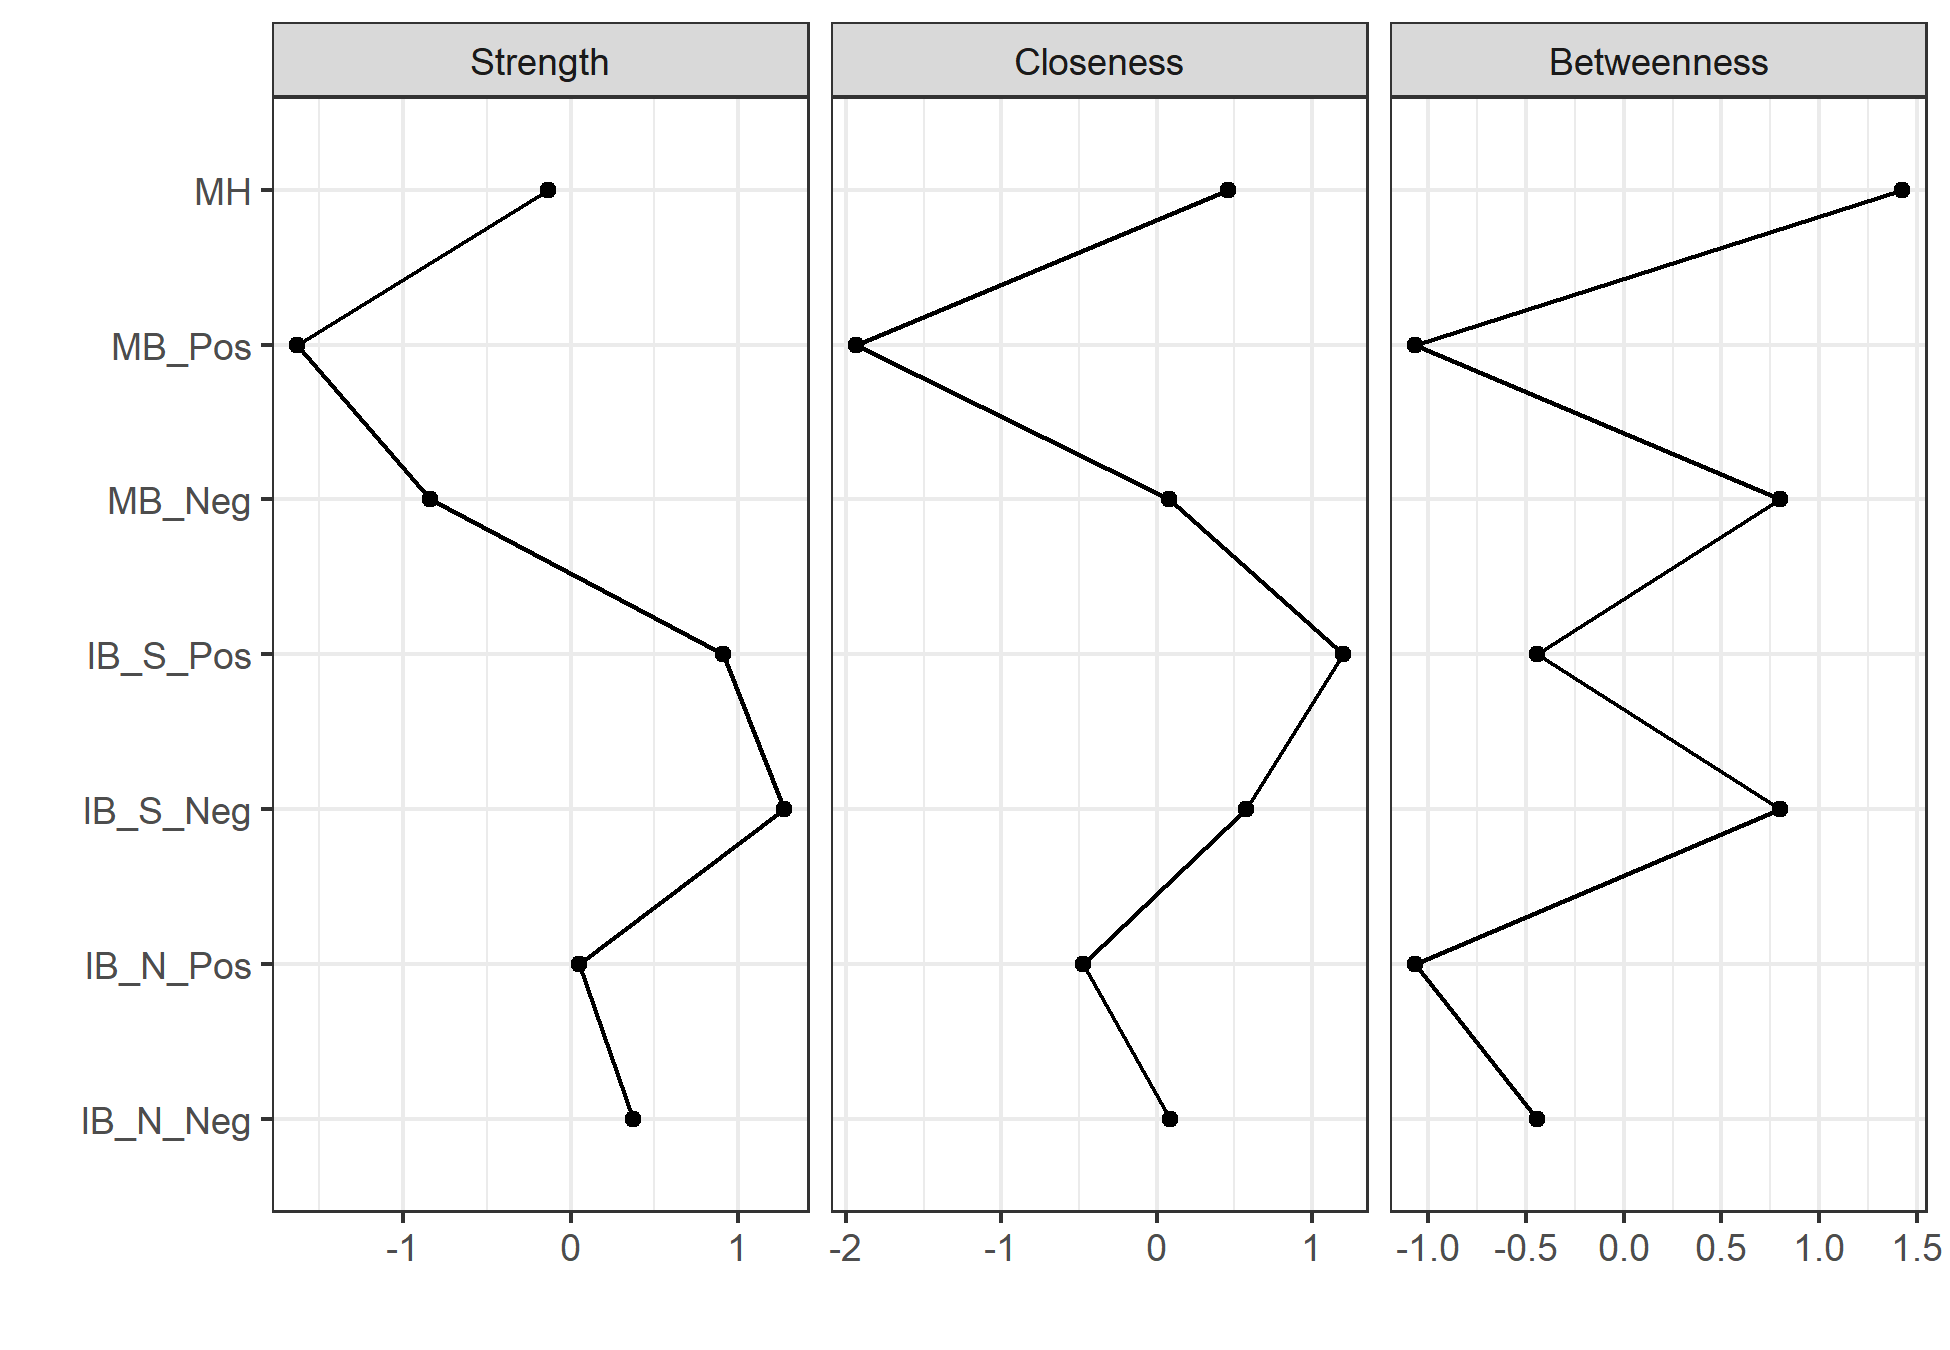 Strength Closeness Betweenness
MH
MB_Pos
MB_Neg
IB_S_Pos
IB_S_Neg
IB_N_Pos
IB_N_Neg
-1 0 1 -2 -1 0 1 -1.0 -0.5 0.0 0.5 1.0 1.5